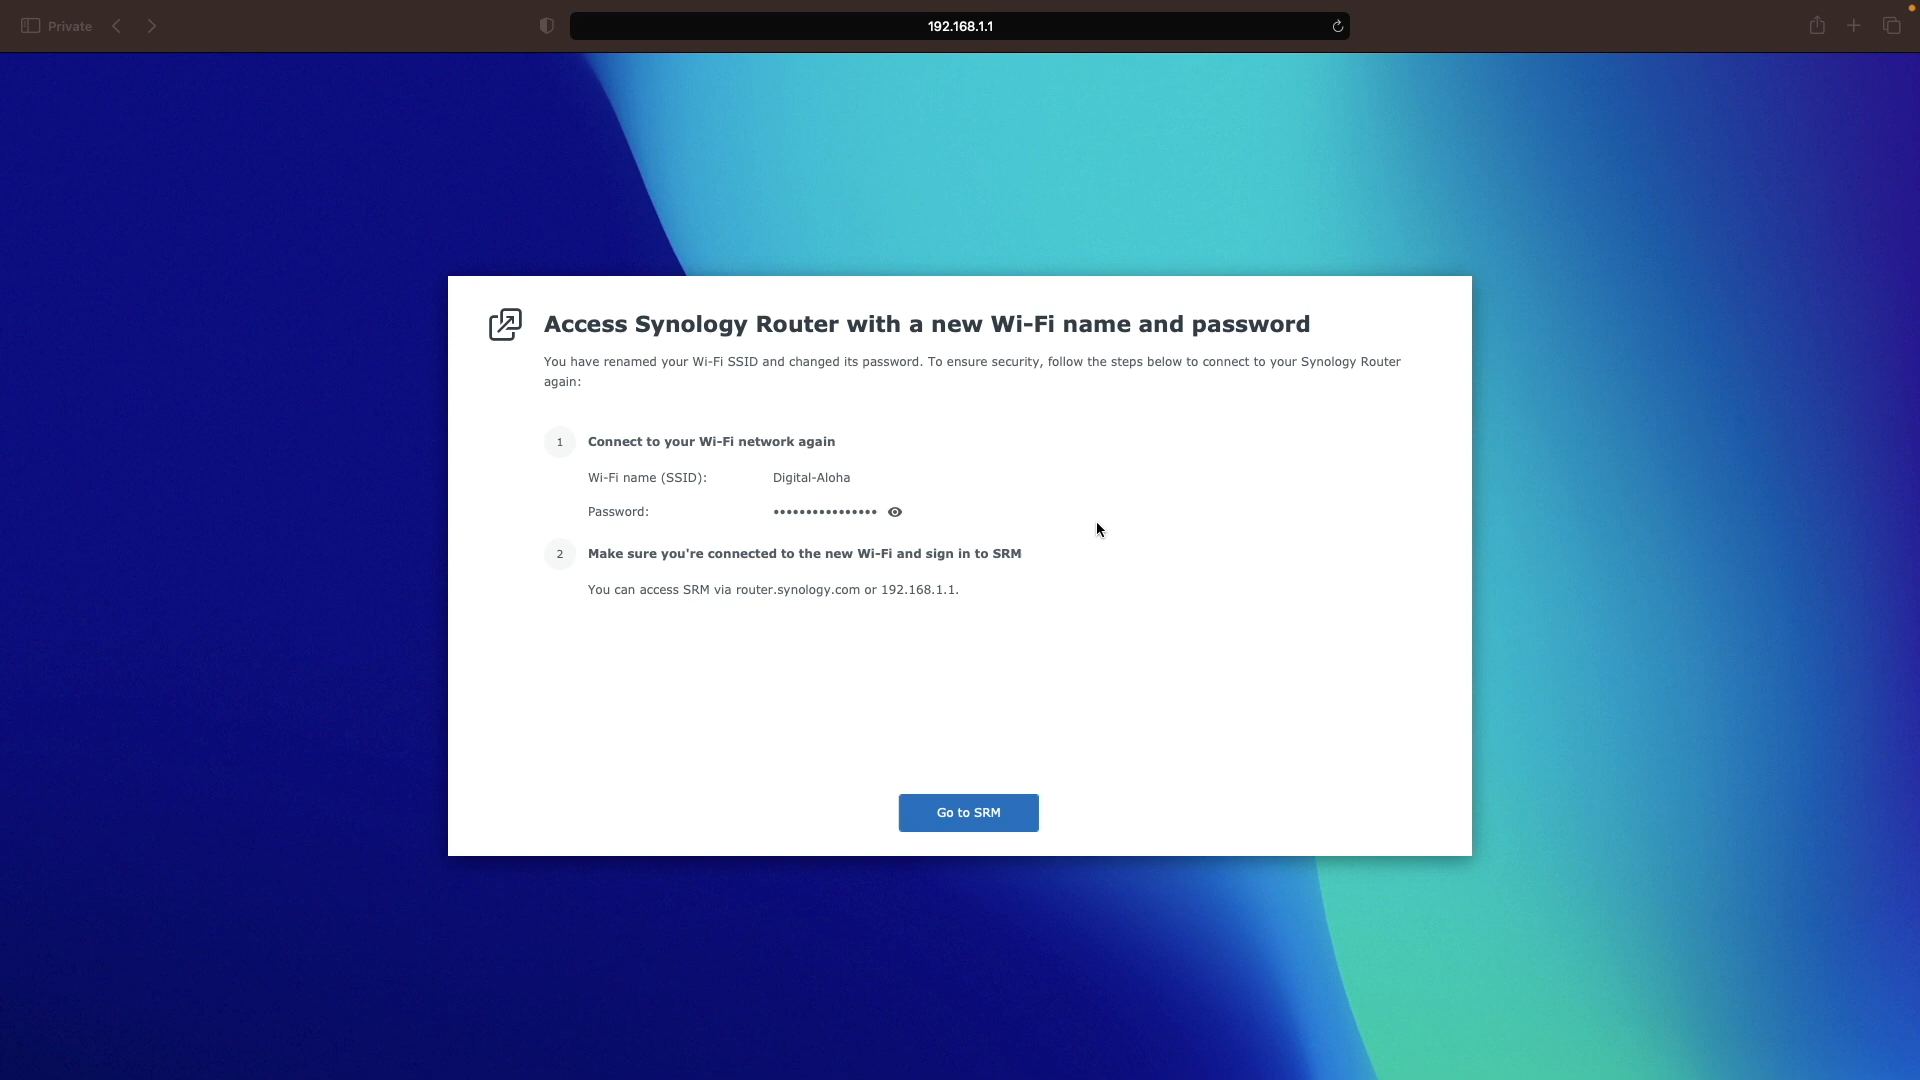 Private
192.168.1.1
Access Synology Router with a new Wi-Fi name and password
You have renamed your Wi-Fi SSID and changed its password. To ensure security, follow the steps below to connect to your Synology Router
again:
1 Connect to your Wi-Fi network again
Wi-Fi name (SSID): Digital-Aloha
Password: ••••••••••••••••
2 Make sure you're connected to the new Wi-Fi and sign in to SRM
You can access SRM via router.synology.com or 192.168.1.1.
Go to SRM